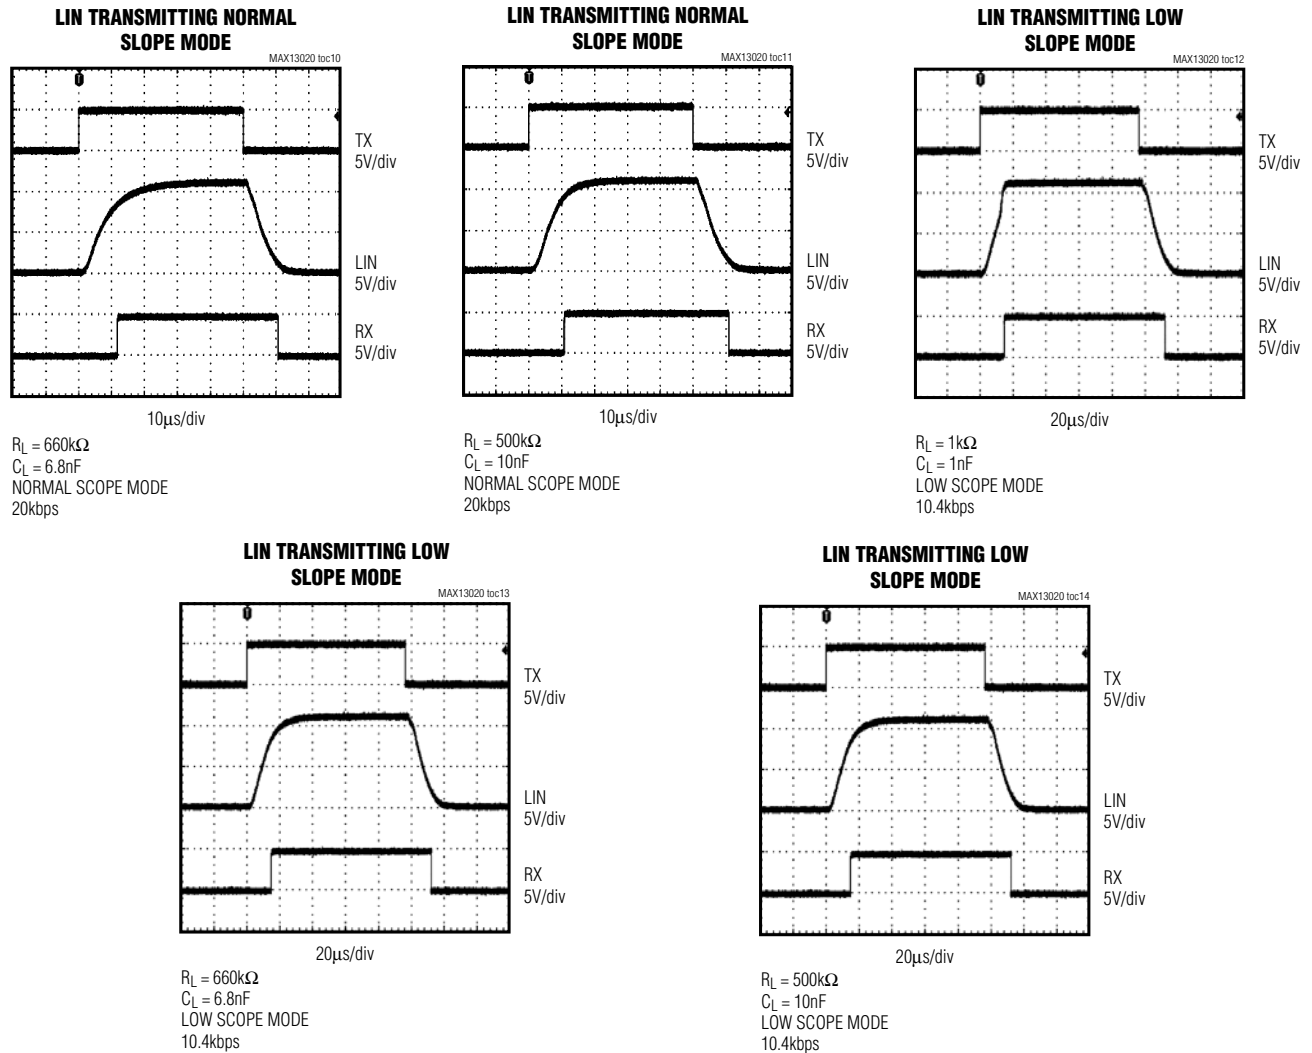 LIN TRANSMITTING NORMAL
SLOPE MODE
MAX13020 toc10
TX
5V/div
LIN
5V/div
RX
5V/div
10µs/div
RL = 660kΩ
CL = 6.8nF
NORMAL SCOPE MODE
20kbps
LIN TRANSMITTING NORMAL
SLOPE MODE
MAX13020 toc11
TX
5V/div
LIN
5V/div
RX
5V/div
10µs/div
RL = 500kΩ
CL = 10nF
NORMAL SCOPE MODE
20kbps
LIN TRANSMITTING LOW
SLOPE MODE
MAX13020 toc12
TX
5V/div
LIN
5V/div
RX
5V/div
20µs/div
RL = 1kΩ
CL = 1nF
LOW SCOPE MODE
10.4kbps
LIN TRANSMITTING LOW
SLOPE MODE
MAX13020 toc13
TX
5V/div
LIN
5V/div
RX
5V/div
20µs/div
RL = 660kΩ
CL = 6.8nF
LOW SCOPE MODE
10.4kbps
LIN TRANSMITTING LOW
SLOPE MODE
MAX13020 toc14
TX
5V/div
LIN
5V/div
RX
5V/div
20µs/div
RL = 500kΩ
CL = 10nF
LOW SCOPE MODE
10.4kbps